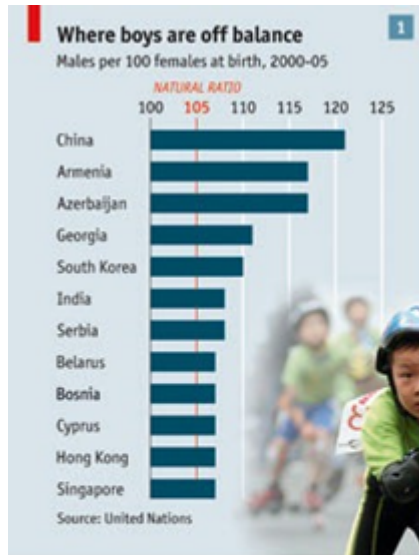 1
Where boys are off balance
Males per 100 females at birth, 2000-05
NATURAL RATIO
100 105 110 115 120 125
China
Armenia
Azerbaijan
Georgia
South Korea
India
Serbia
Belarus
Bosnia
Cyprus
Hong Kong
Singapore
Source: United Nations